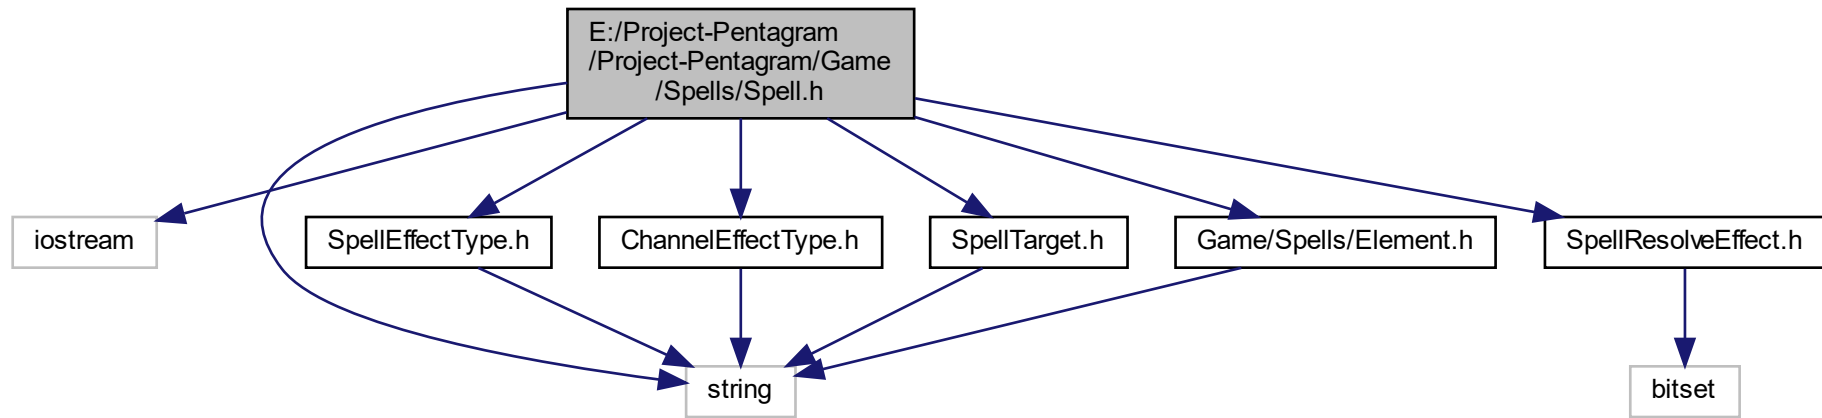 E:/Project-Pentagram
/Project-Pentagram/Game
/Spells/Spell.h
iostream
SpellEffectType.h
ChannelEffectType.h
SpellTarget.h
Game/Spells/Element.h
SpellResolveEffect.h
string
bitset